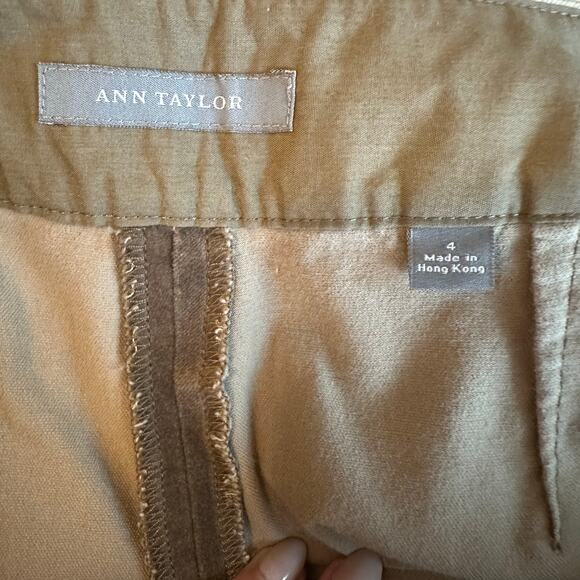 ANN TAYLOR
4
Made in
Hong Kong